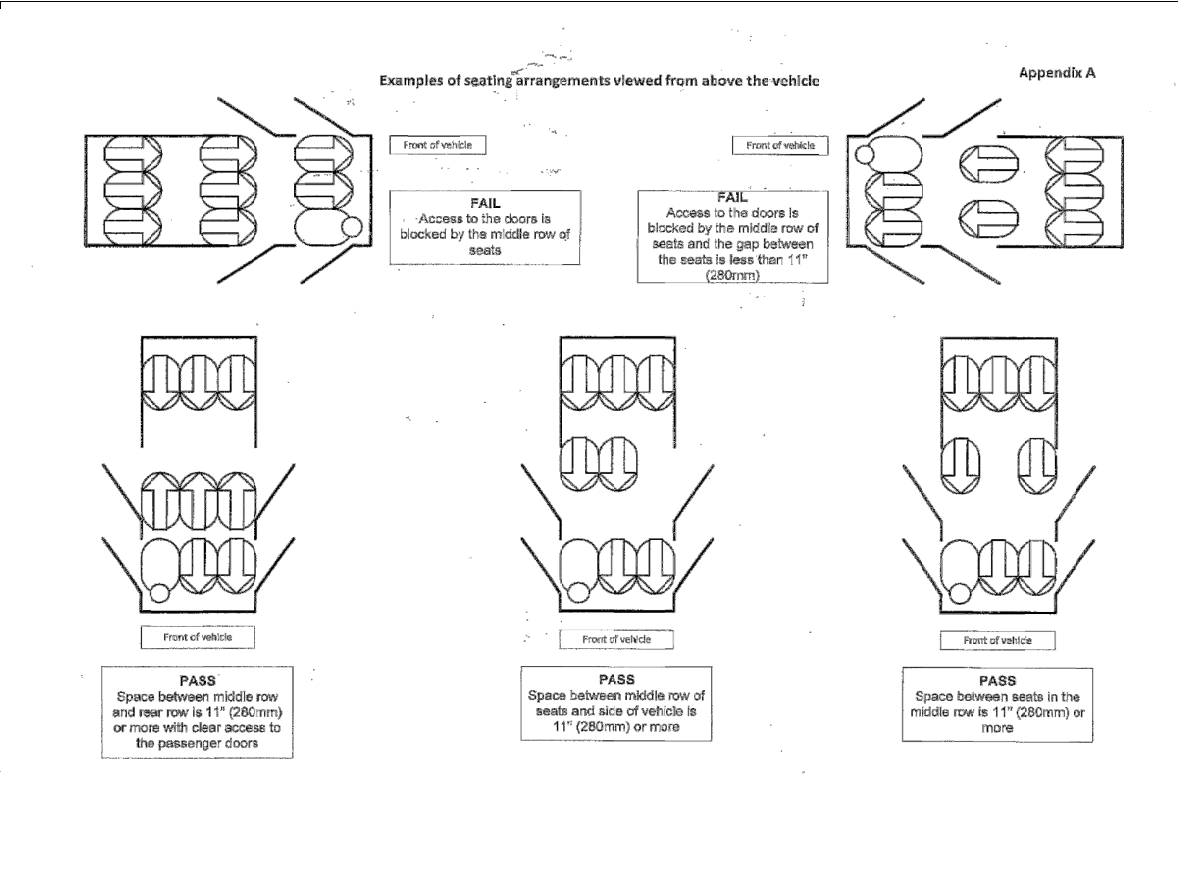 Appendix A
Examples of seating arrangements viewed from above the vehicle
Front of vehicle
FAIL
Access to the doors is
blocked by the middle row of
seats
Front of vehicle
FAIL
Access to the doors is
blocked by the middle row of
seats and the gap between
the seats is less than 11"
(280mm)
Front of vehicle
PASS
Space between middle row
and rear row is 11" (280mm)
or more with clear access to
the passenger doors
Front of vehicle
PASS
Space between middle row of
seats and side of vehicle is
11" (280mm) or more
Front of vehicle
PASS
Space between seats in the
middle row is 11" (280mm) or
more